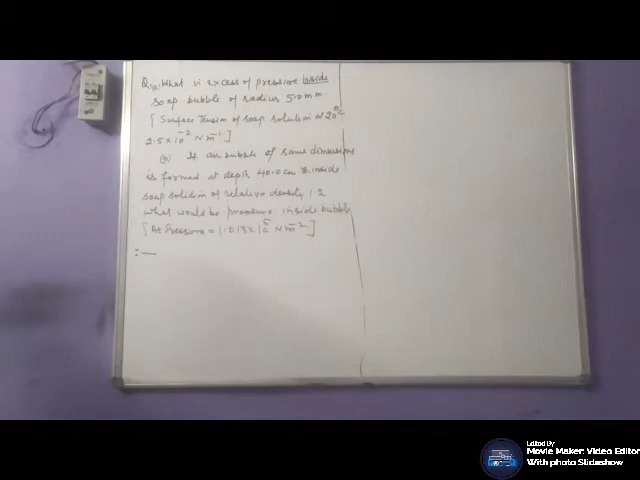 Q. What is excess of pressure inside
soap bubble of radius 5.0 mm
[Surface Tension of soap solution at 20°C
2.5 x 10⁻² N m⁻¹]
(b) If air bubble of same dimensions
is formed at depth 40.0 cm inside
soap solution of relative density 1.2
what would be pressure inside bubble
[At Pressure = 1.013 x 10⁵ N m⁻²]
:—
Edited By
Movie Maker: Video Editor
With photo Slideshow